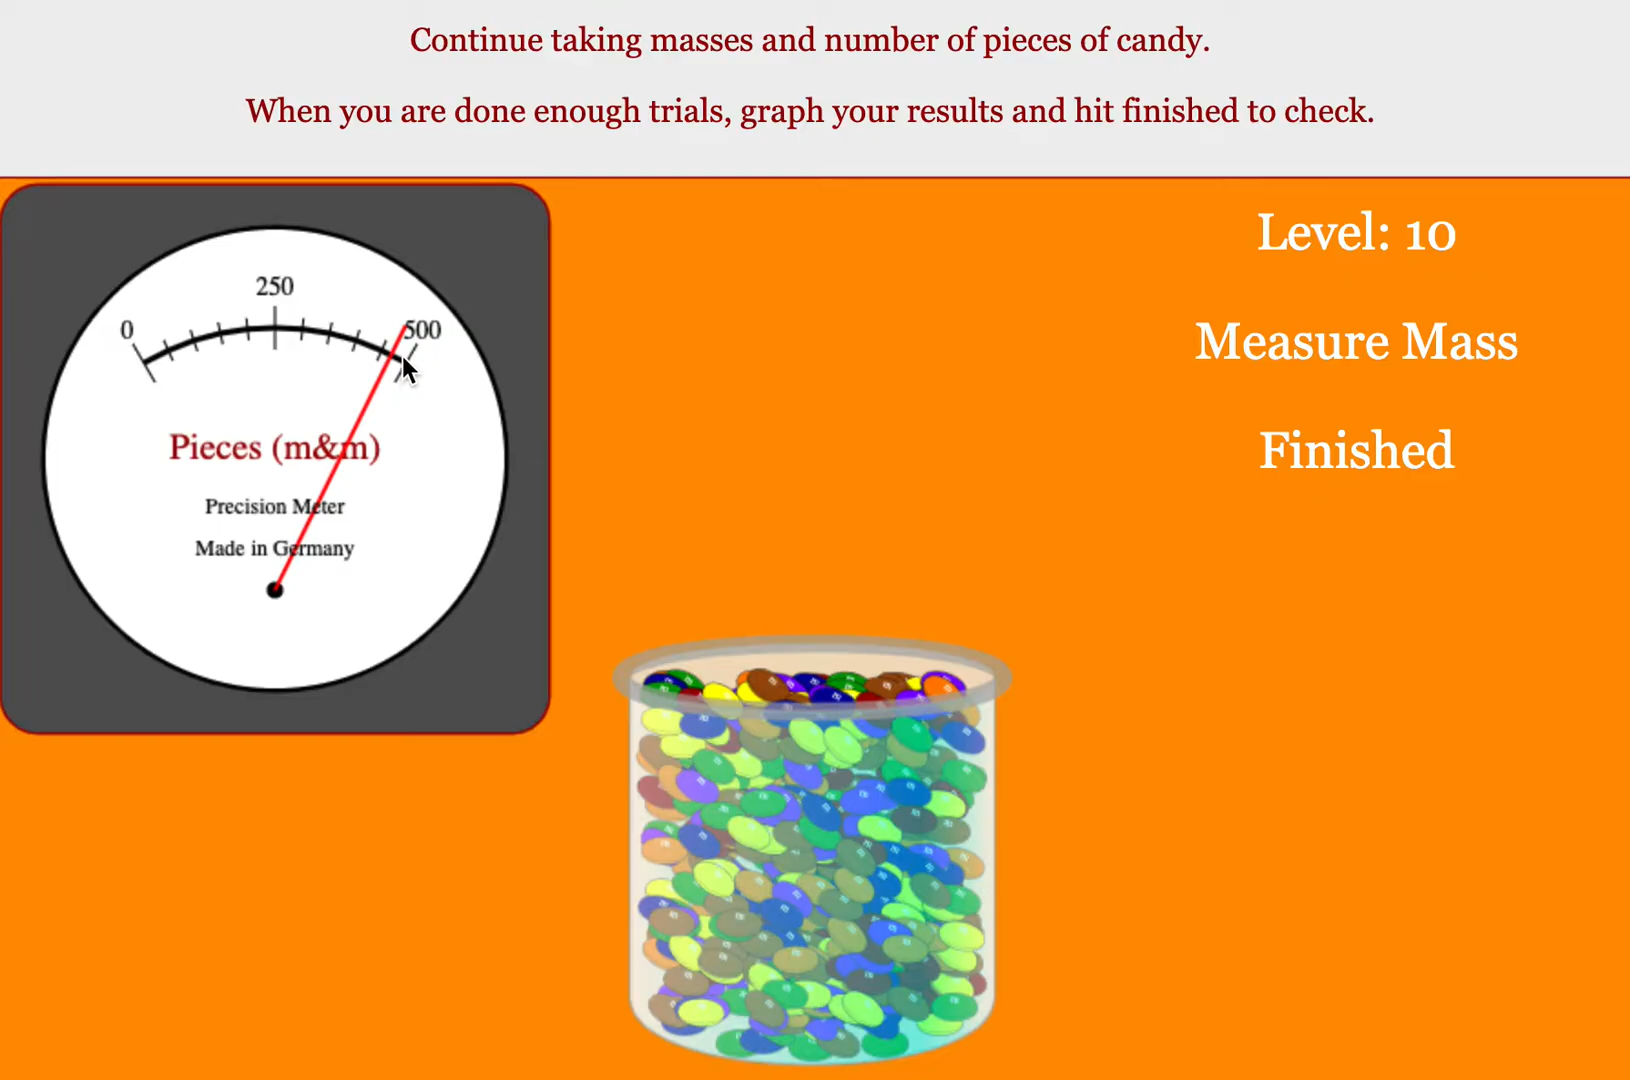 Continue taking masses and number of pieces of candy.
When you are done enough trials, graph your results and hit finished to check.
Level: 10
Measure Mass
Finished
250
0
500
Pieces (m&m)
Precision Meter
Made in Germany